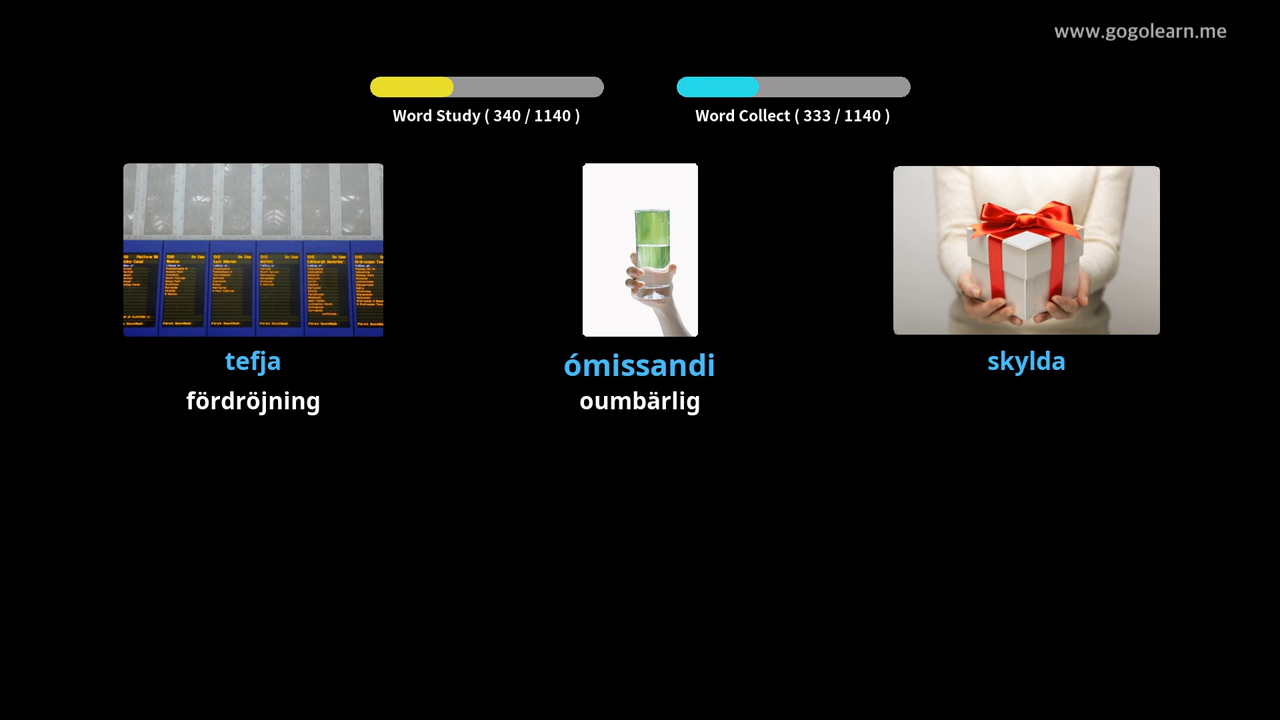 www.gogolearn.me
Word Study ( 340 / 1140 )
Word Collect ( 333 / 1140 )
tefja
ómissandi
skylda
fördröjning
oumbärlig